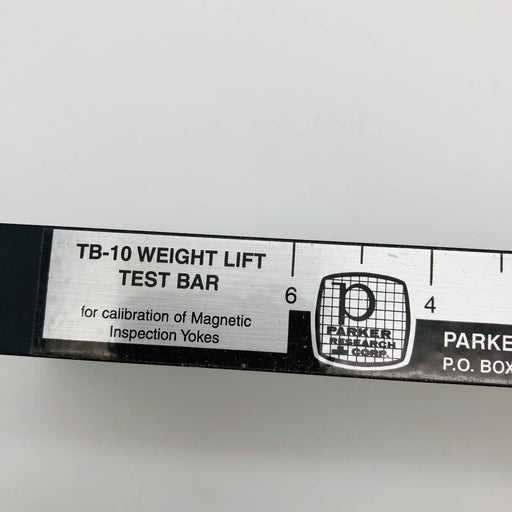 TB-10 WEIGHT LIFT
TEST BAR
for calibration of Magnetic
Inspection Yokes
6
p
PARKER
RESEARCH
CORP.
4
PARKE
P.O. BOX